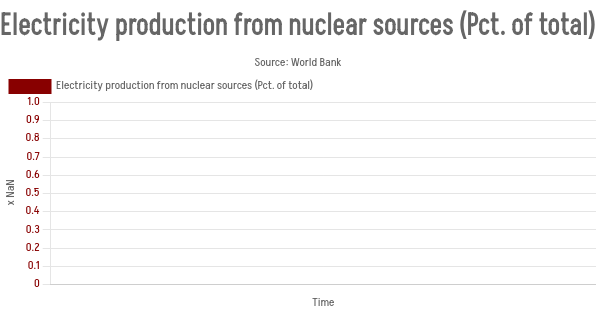 Electricity production from nuclear sources (Pct. of total)
Source: World Bank
Electricity production from nuclear sources (Pct. of total)
1.0
0.9
0.8
0.7
0.6
0.5
0.4
0.3
0.2
0.1
0
x NaN
Time